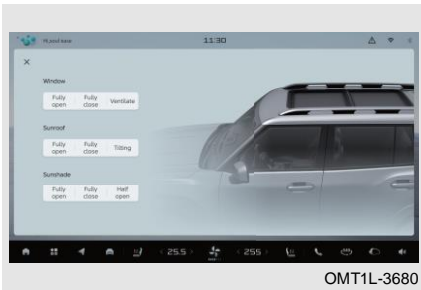 11:30
Window
Fully open
Fully close
Ventilate
Sunroof
Fully open
Fully close
Tilting
Sunshade
Fully open
Fully close
Half open
25.5
255
OMT1L-3680